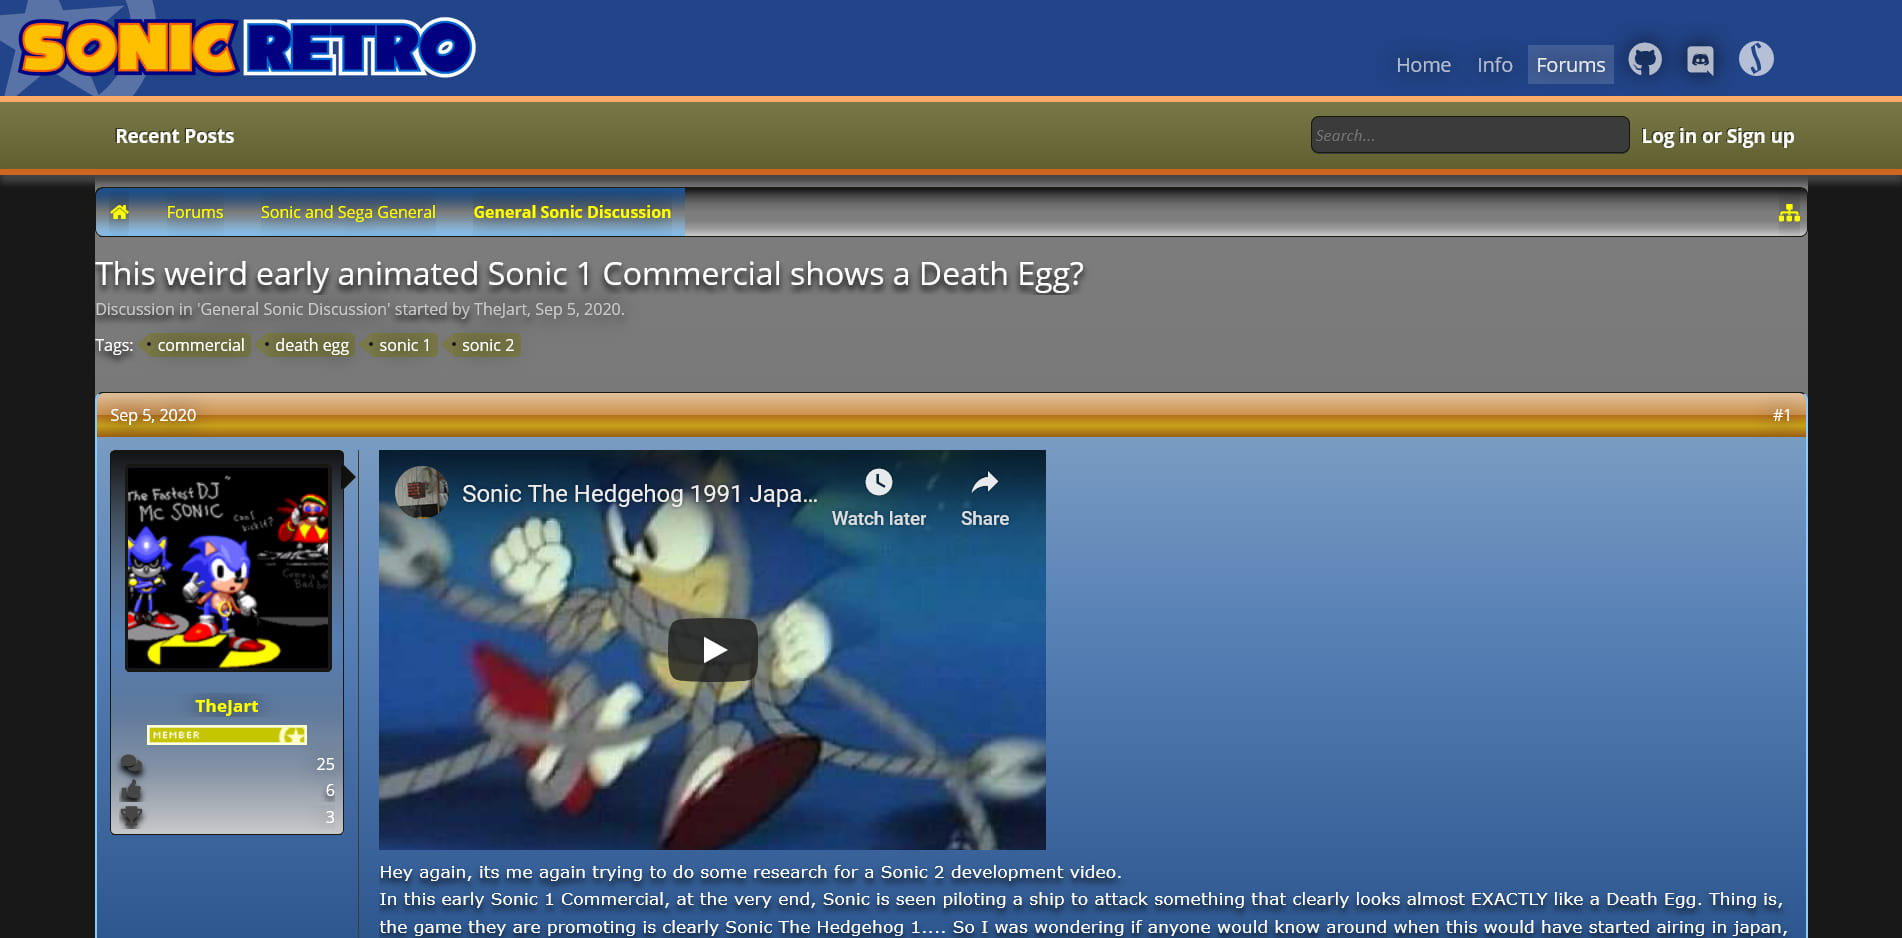 SONIC RETRO
Home Info Forums
Recent Posts
Search...
Log in or Sign up
Forums
Sonic and Sega General
General Sonic Discussion
This weird early animated Sonic 1 Commercial shows a Death Egg?
Discussion in 'General Sonic Discussion' started by TheJart, Sep 5, 2020.
Tags: commercial death egg sonic 1 sonic 2
Sep 5, 2020
#1
The Fastest DJ
MC SONIC
TheJart
MEMBER
25
6
3
Sonic The Hedgehog 1991 Japa...
Watch later
Share
Hey again, its me again trying to do some research for a Sonic 2 development video.
In this early Sonic 1 Commercial, at the very end, Sonic is seen piloting a ship to attack something that clearly looks almost EXACTLY like a Death Egg. Thing is,
the game they are promoting is clearly Sonic The Hedgehog 1.... So I was wondering if anyone would know around when this would have started airing in japan,